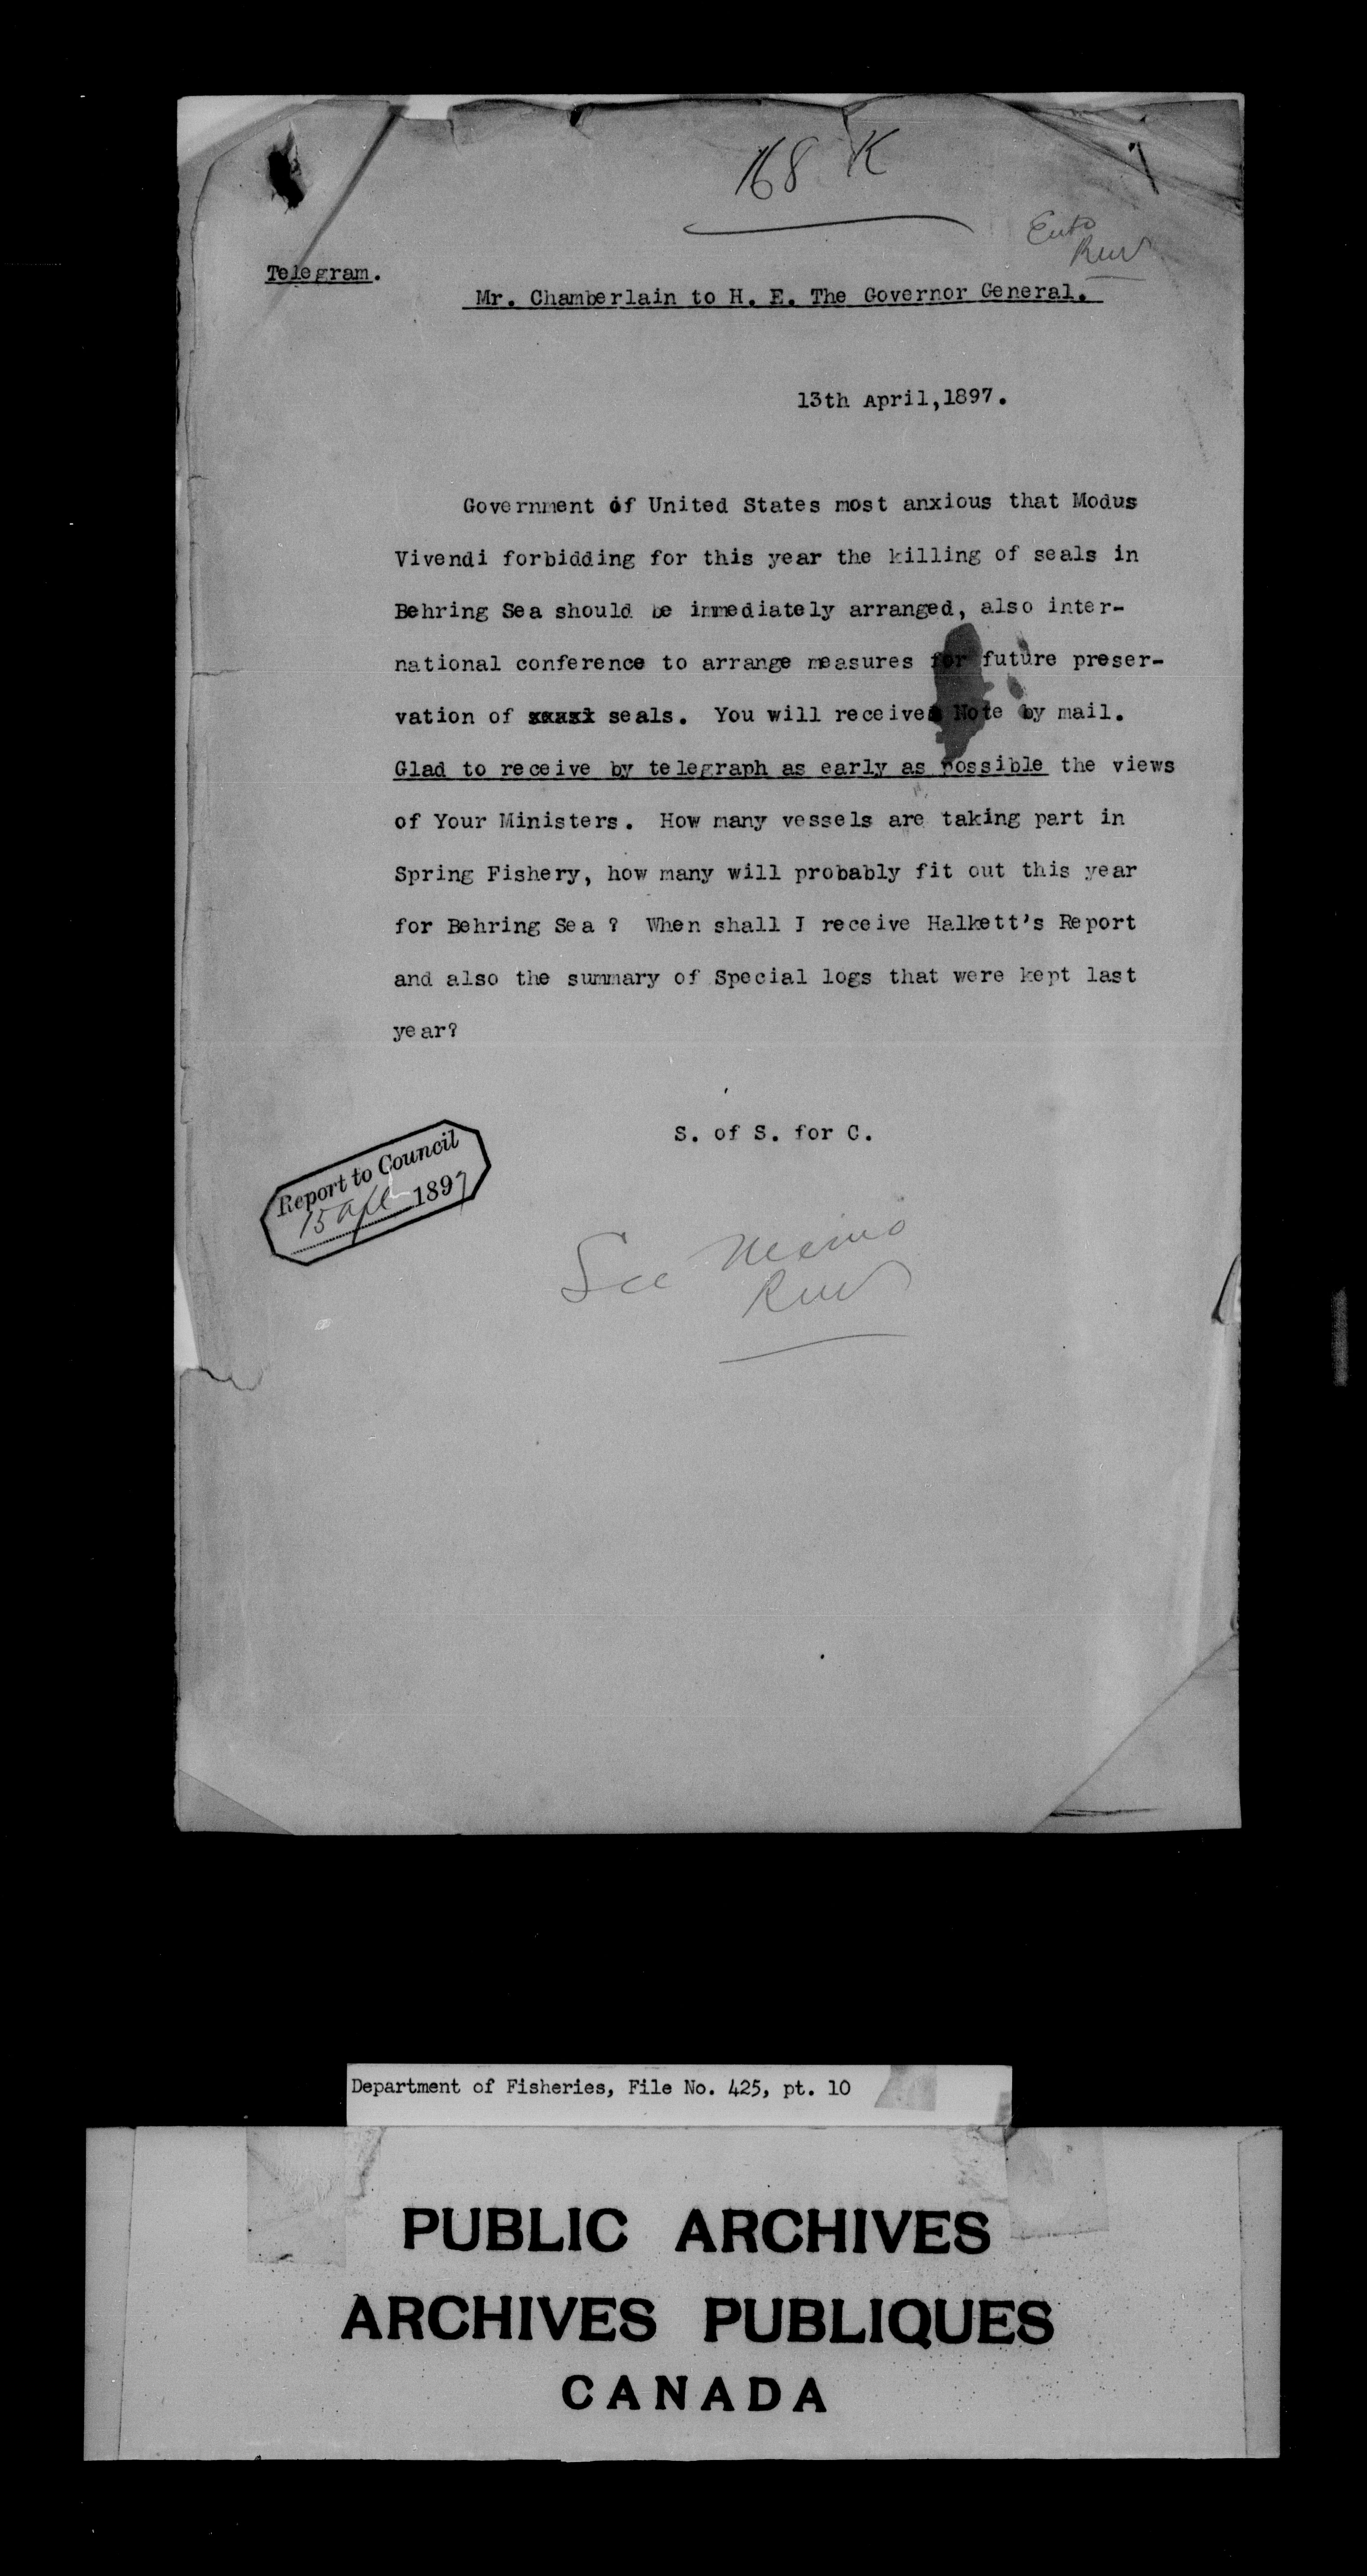 168 K
Telegram.
Mr. Chamberlain to H. E. The Governor General.
13th April, 1897.
Government of United States most anxious that Modus
Vivendi forbidding for this year the killing of seals in
Behring Sea should be immediately arranged, also inter-
national conference to arrange measures for future preser-
vation of seals. You will receive Note by mail.
Glad to receive by telegraph as early as possible the views
of Your Ministers. How many vessels are taking part in
Spring Fishery, how many will probably fit out this year
for Behring Sea ? When shall I receive Halkett's Report
and also the summary of Special logs that were kept last
year?
S. of S. for C.
Report to Council
15 Apl 1897
See Memo
Department of Fisheries, File No. 425, pt. 10
PUBLIC ARCHIVES
ARCHIVES PUBLIQUES
CANADA